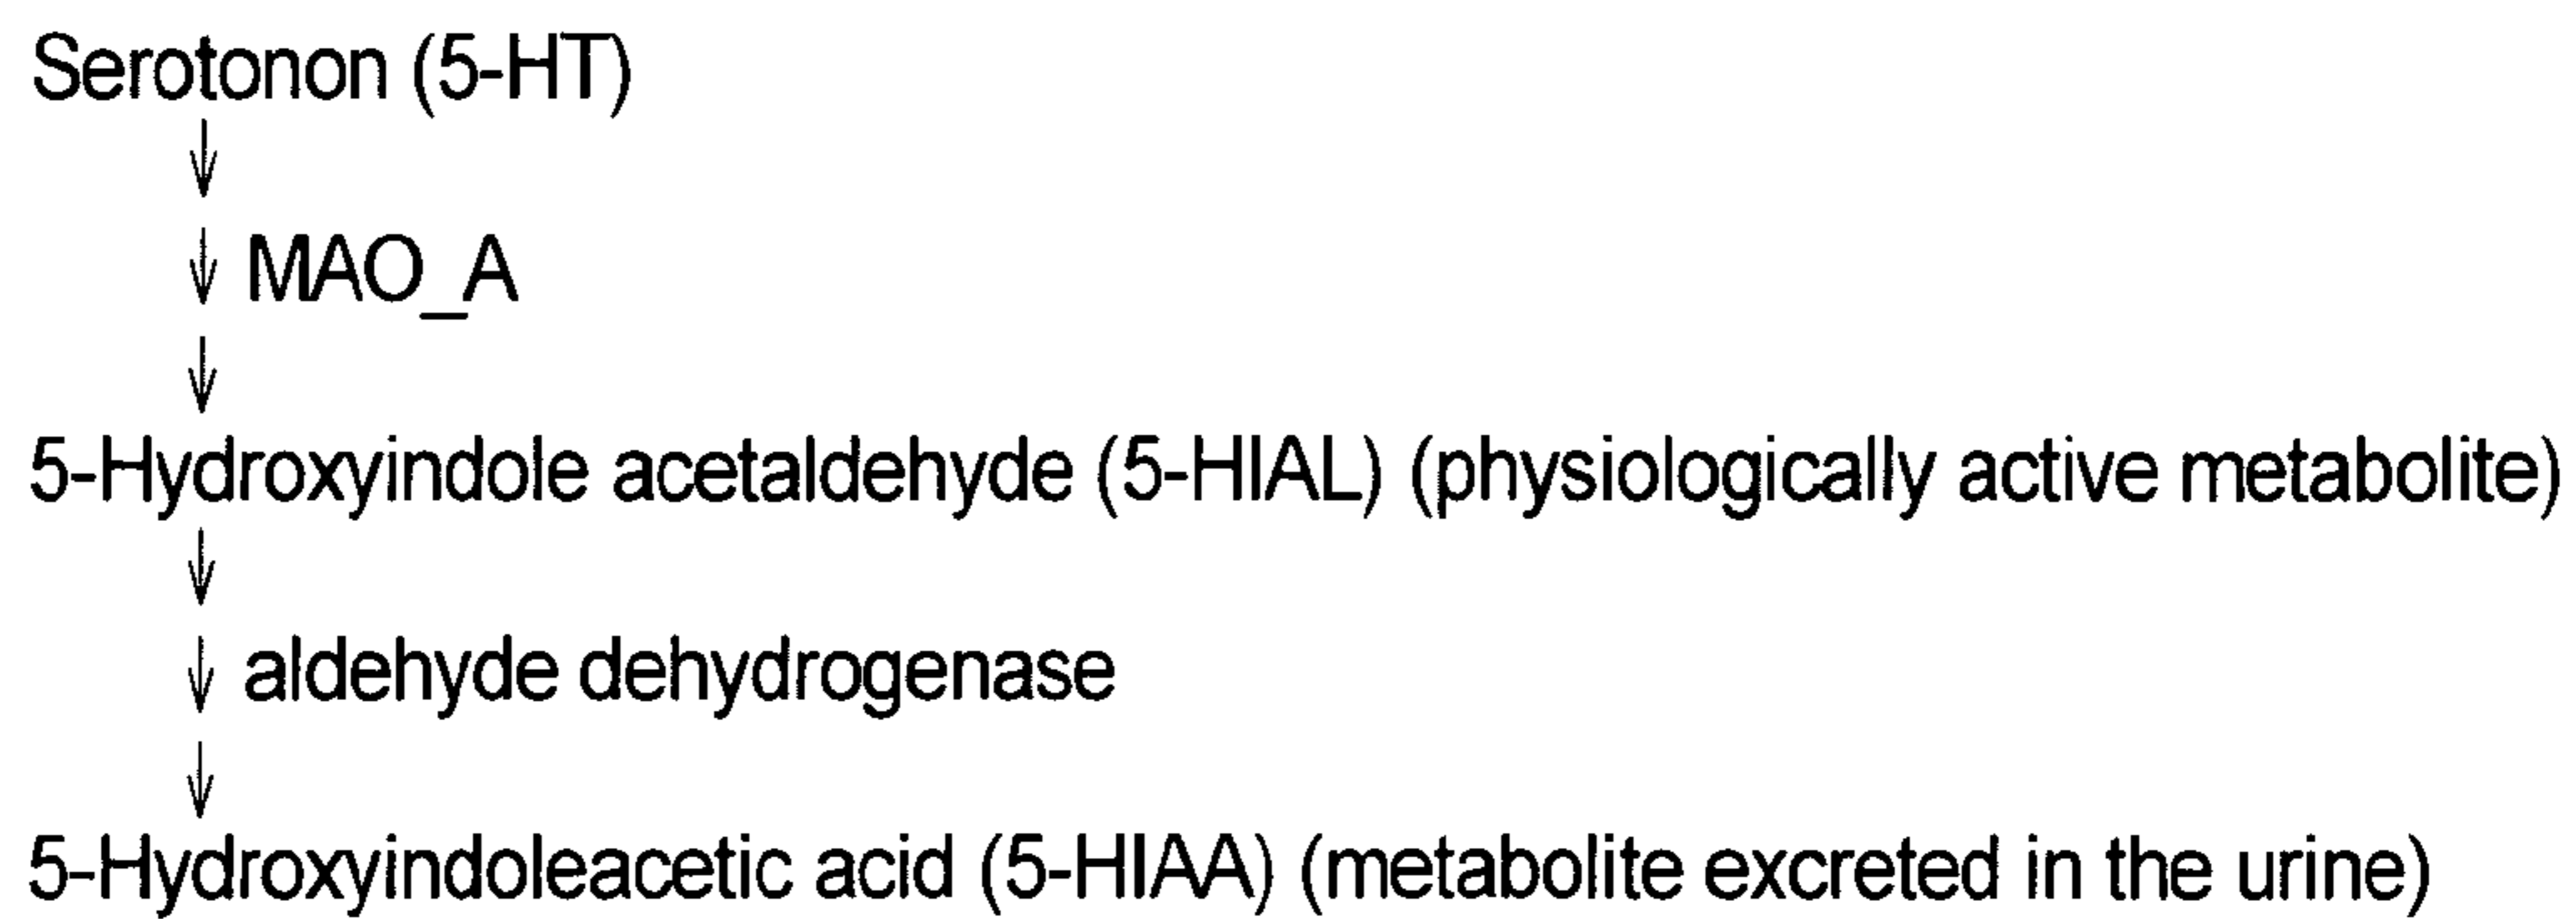 Serotonon (5-HT)
MAO_A
5-Hydroxyindole acetaldehyde (5-HIAL) (physiologically active metabolite)
aldehyde dehydrogenase
5-Hydroxyindoleacetic acid (5-HIAA) (metabolite excreted in the urine)